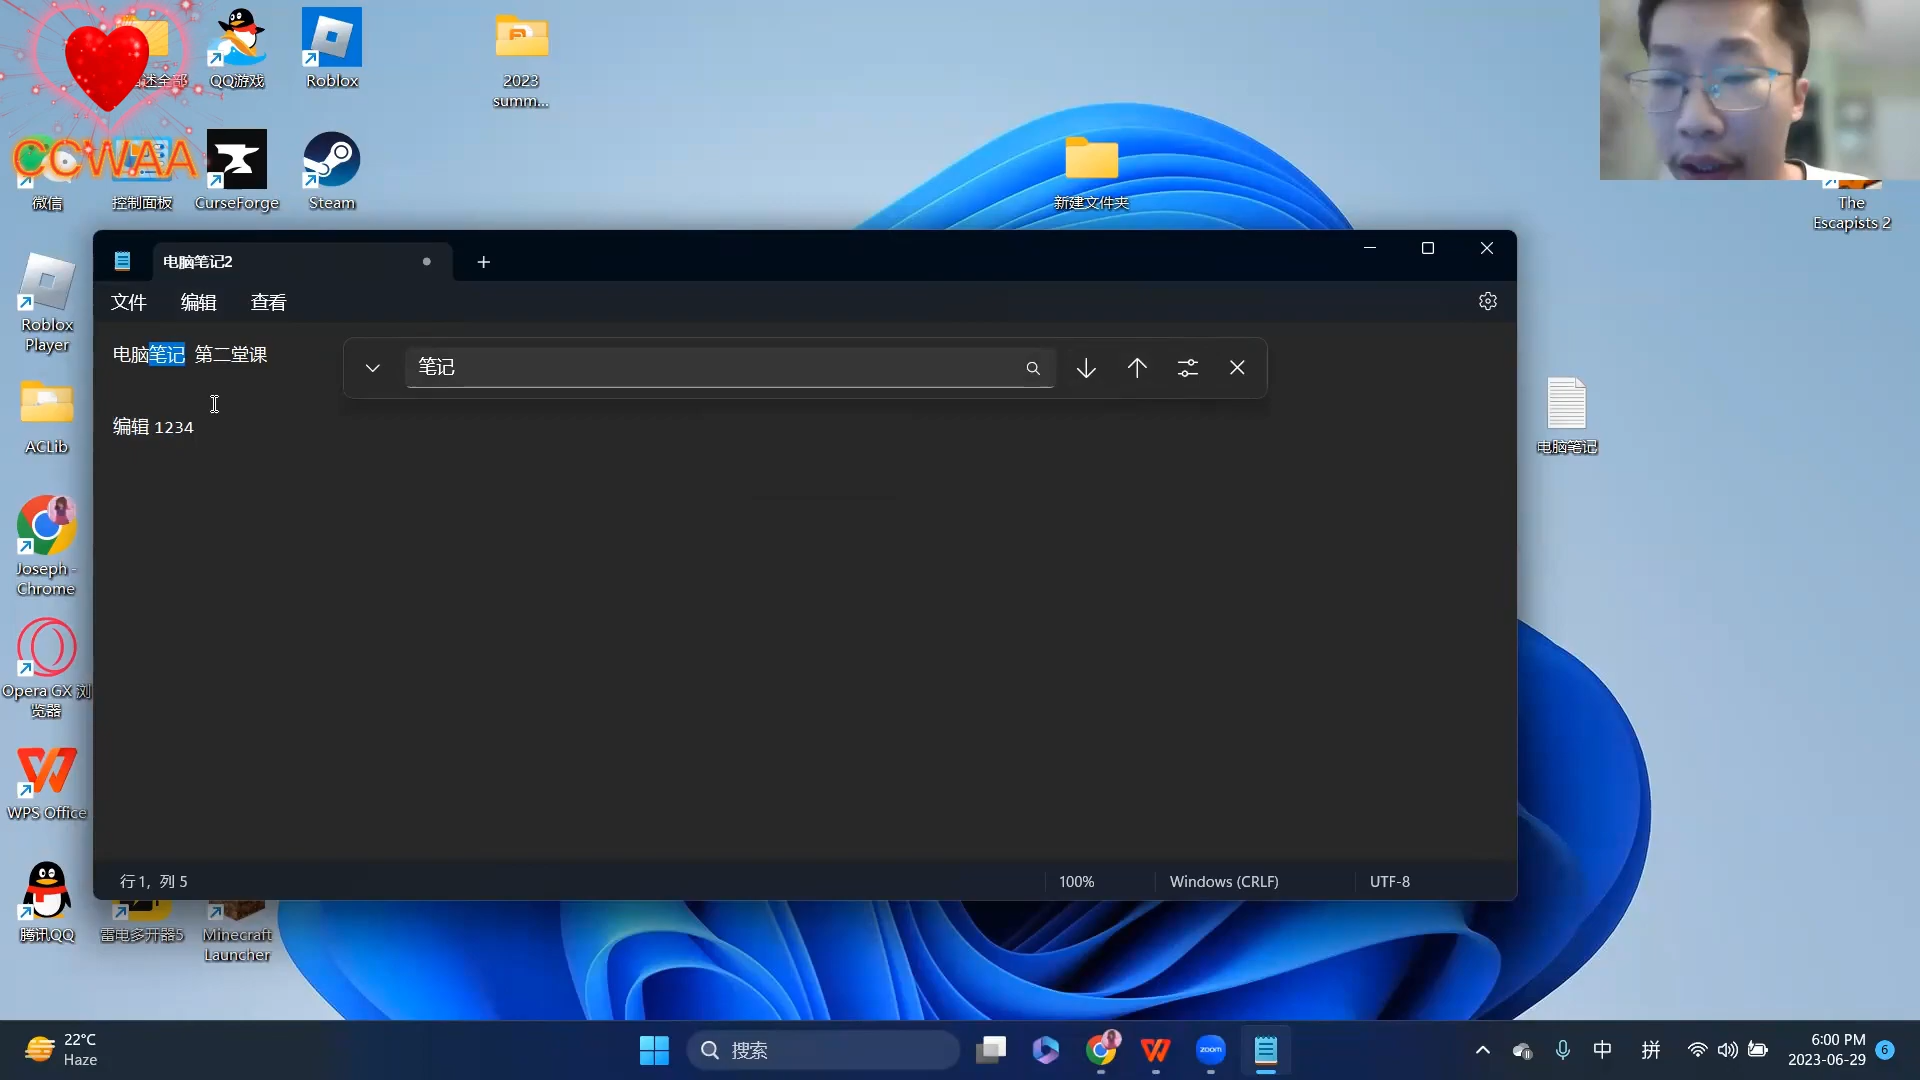 述全部
QQ游戏
Roblox
2023
summ...
CCWAA
微信
控制面板
CurseForge
Steam
新建文件夹
The
Escapists 2
电脑笔记2
文件
编辑
查看
电脑笔记 第二堂课
笔记
编辑 1234
行 1, 列 5
100%
Windows (CRLF)
UTF-8
Roblox
Player
ACLib
Joseph -
Chrome
Opera GX 浏
览器
WPS Office
腾讯QQ
雷电多开器5
Minecraft
Launcher
电脑笔记
22°C
Haze
搜索
zoom
中
拼
6:00 PM
2023-06-29
6